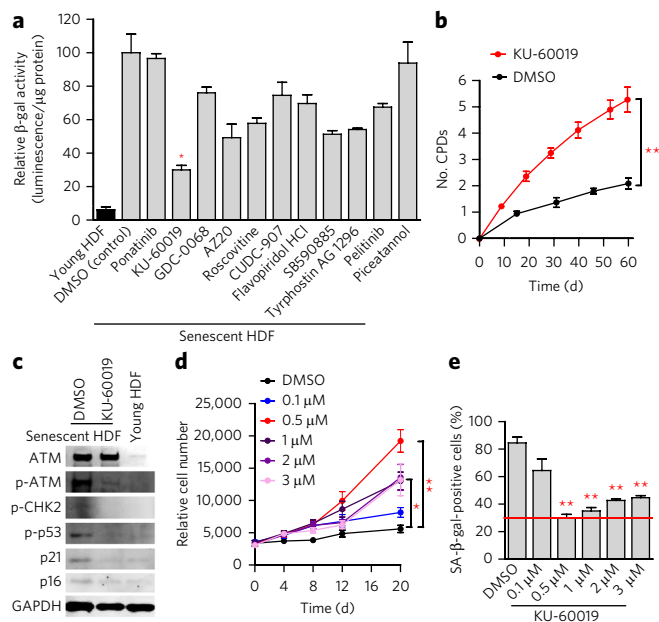 a
Relative β-gal activity
(luminescence/μg protein)
120
100
80
60
40
20
0
*
Young HDF
DMSO (control)
Ponatinib
KU-60019
GDC-0068
AZ20
Roscovitine
CUDC-907
Flavopiridol HCl
SB590885
Tyrphostin AG 1296
Pelitinib
Piceatannol
Senescent HDF
b
KU-60019
DMSO
No. CPDs
6
5
4
3
2
1
0
**
0 10 20 30 40 50 60
Time (d)
c
DMSO
KU-60019
Young HDF
Senescent HDF
ATM
p-ATM
p-CHK2
p-p53
p21
p16
GAPDH
d
DMSO
0.1 μM
0.5 μM
1 μM
2 μM
3 μM
Relative cell number
25,000
20,000
15,000
10,000
5,000
0
*
**
0 4 8 12 20
Time (d)
e
SA-β-gal-positive cells (%)
100
80
60
40
20
0
** ** ** **
DMSO
0.1 μM
0.5 μM
1 μM
2 μM
3 μM
KU-60019